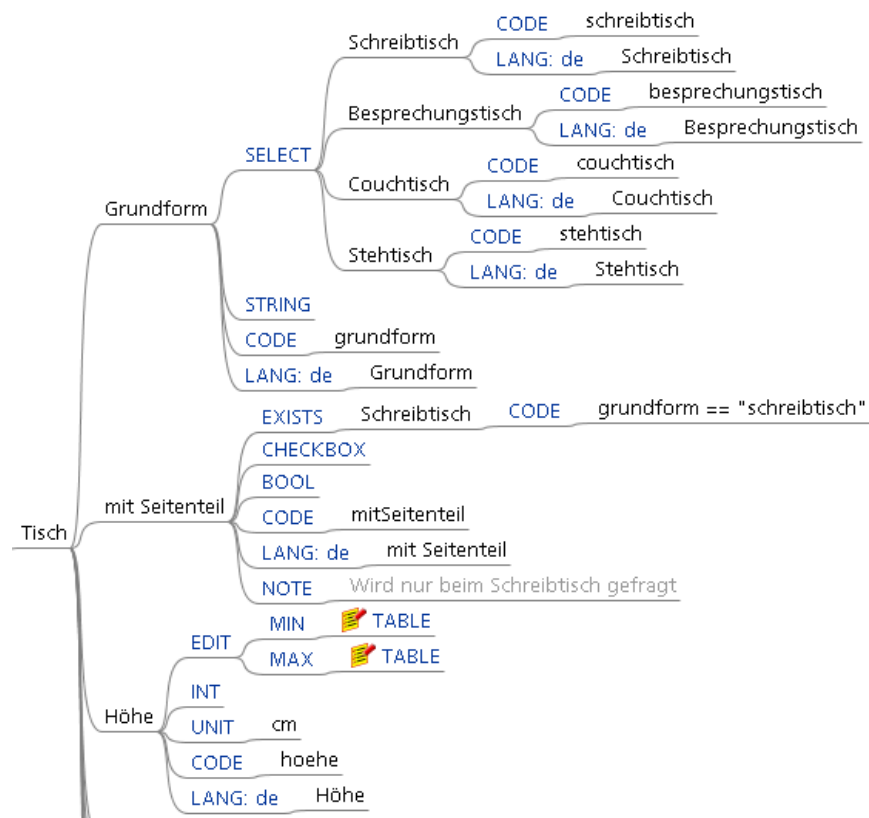 Tisch
Grundform
SELECT
Schreibtisch
CODE schreibtisch
LANG: de Schreibtisch
Besprechungstisch
CODE besprechungstisch
LANG: de Besprechungstisch
Couchtisch
CODE couchtisch
LANG: de Couchtisch
Stehtisch
CODE stehtisch
LANG: de Stehtisch
STRING
CODE grundform
LANG: de Grundform
mit Seitenteil
EXISTS Schreibtisch CODE grundform == "schreibtisch"
CHECKBOX
BOOL
CODE mitSeitenteil
LANG: de mit Seitenteil
NOTE Wird nur beim Schreibtisch gefragt
Höhe
EDIT
MIN TABLE
MAX TABLE
INT
UNIT cm
CODE hoehe
LANG: de Höhe